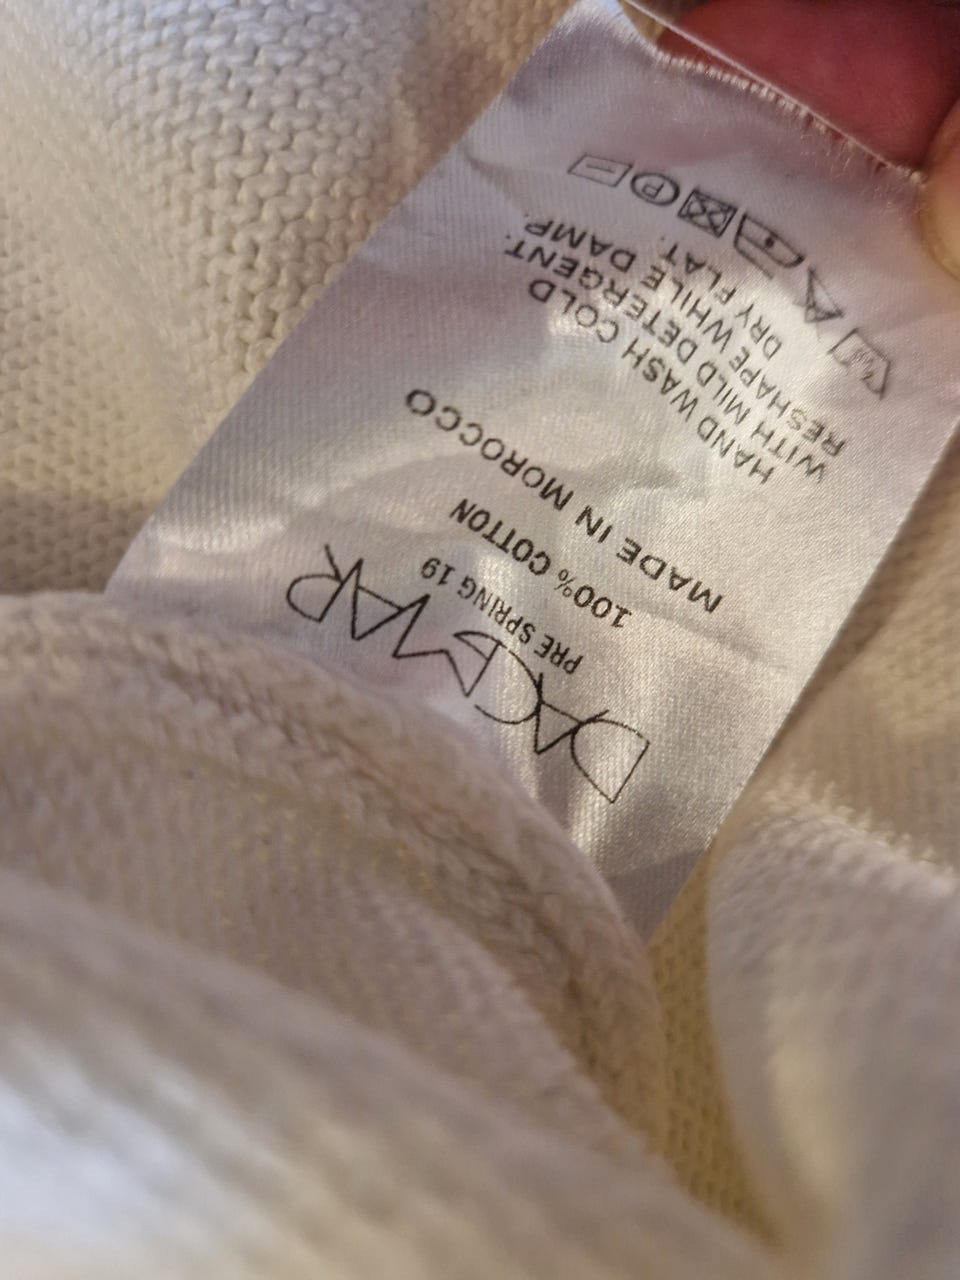 DAGMAR
PRE SPRING 19
100% COTTON
MADE IN MOROCCO
HAND WASH COLD
WITH MILD DETERGENT.
RESHAPE WHILE DAMP.
DRY FLAT.
P